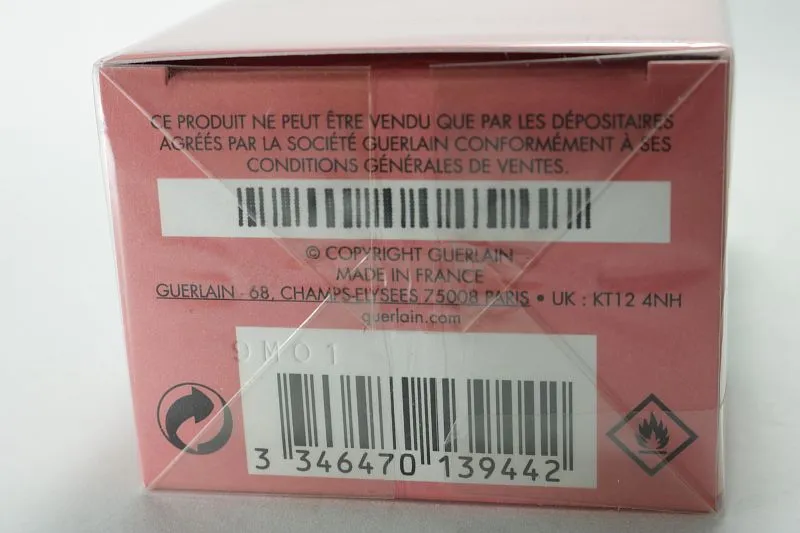 CE PRODUIT NE PEUT ÊTRE VENDU QUE PAR LES DÉPOSITAIRES
AGRÉÉS PAR LA SOCIÉTÉ GUERLAIN CONFORMÉMENT À SES
CONDITIONS GÉNÉRALES DE VENTES.
© COPYRIGHT GUERLAIN
MADE IN FRANCE
GUERLAIN - 68, CHAMPS-ELYSEES 75008 PARIS • UK : KT12 4NH
guerlain.com
9M01
3 346470 139442